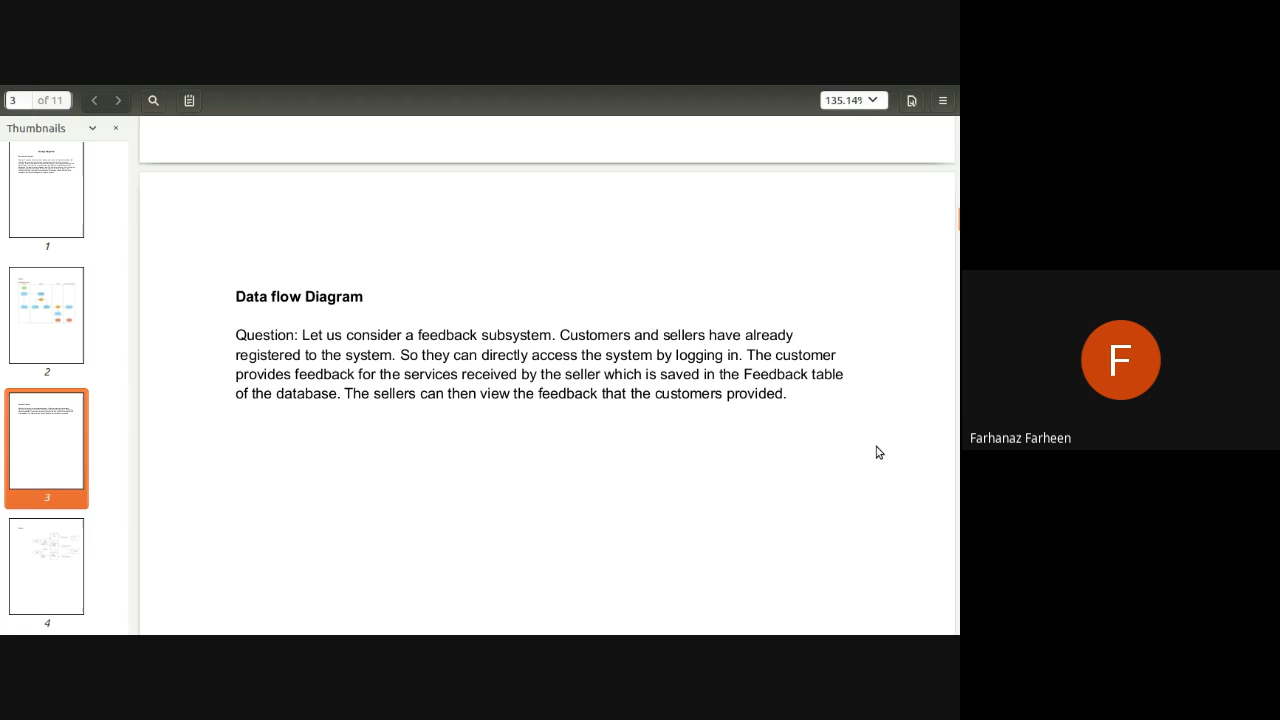 3 of 11
135.14%
Thumbnails
1
2
3
4
Data flow Diagram
Question: Let us consider a feedback subsystem. Customers and sellers have already
registered to the system. So they can directly access the system by logging in. The customer
provides feedback for the services received by the seller which is saved in the Feedback table
of the database. The sellers can then view the feedback that the customers provided.
F
Farhanaz Farheen